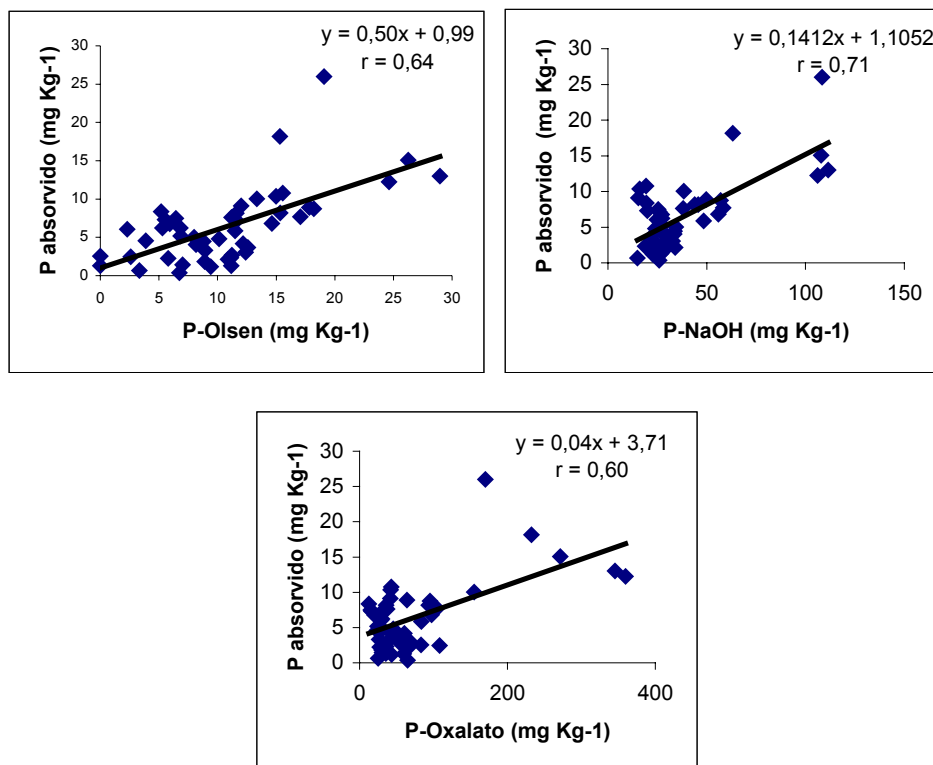 y = 0,50x + 0,99
r = 0,64
30
25
20
15
10
5
0
0 5 10 15 20 25 30
P absorvido (mg Kg-1)
P-Olsen (mg Kg-1)
y = 0,1412x + 1,1052
r = 0,71
30
25
20
15
10
5
0
0 50 100 150
P absorvido (mg Kg-1)
P-NaOH (mg Kg-1)
y = 0,04x + 3,71
r = 0,60
30
25
20
15
10
5
0
0 200 400
P absorvido (mg Kg-1)
P-Oxalato (mg Kg-1)